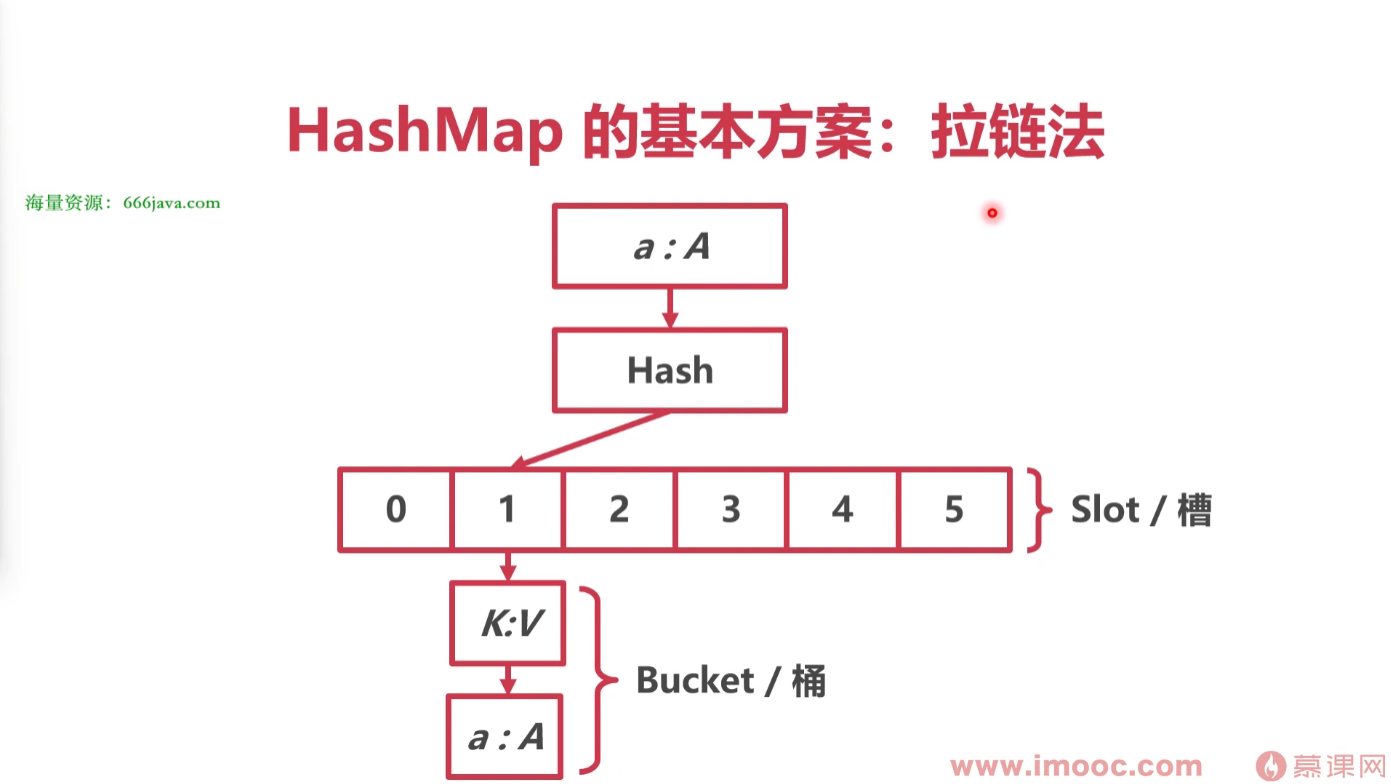 HashMap 的基本方案：拉链法
海量资源：666java.com
a : A
Hash
0 1 2 3 4 5
Slot / 槽
K:V
Bucket / 桶
a : A
www.imooc.com 慕课网